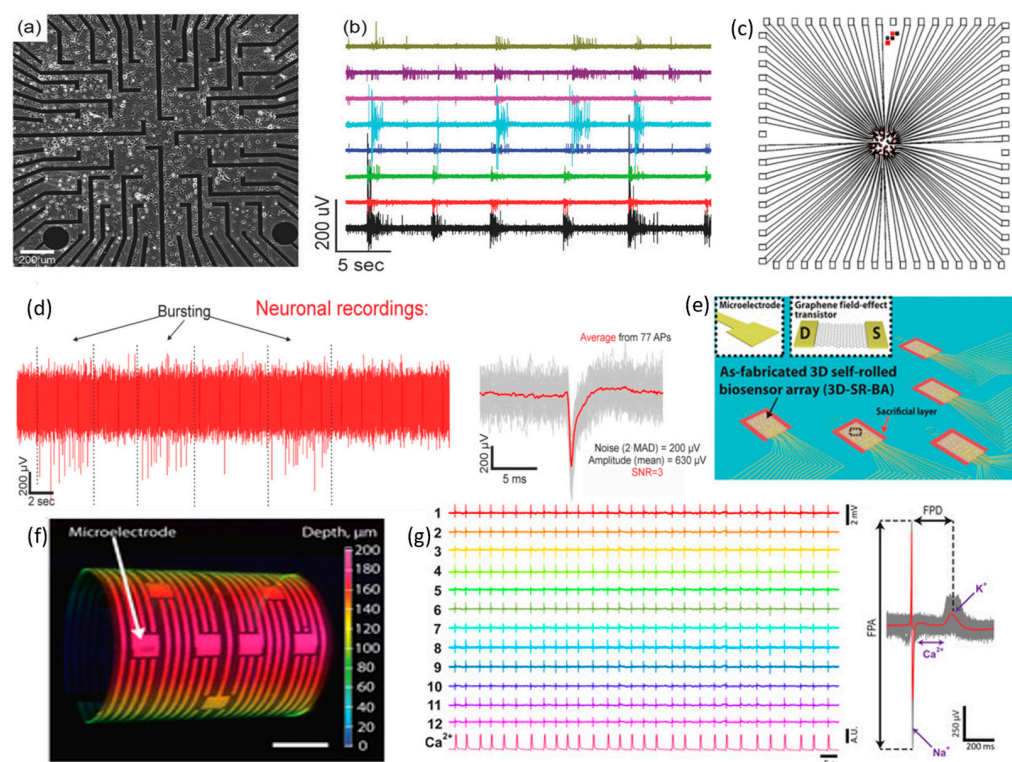 (a)
200 um
(b)
200 uV
5 sec
(c)
(d)
Bursting
Neuronal recordings:
200 µV
2 sec
Average from 77 APs
200 µV
5 ms
Noise (2·MAD) = 200 µV
Amplitude (mean) = 630 µV
SNR=3
(e)
Microelectrode
Graphene field-effect
transistor
D
S
As-fabricated 3D self-rolled
biosensor array (3D-SR-BA)
Sacrificial layer
(f)
Microelectrode
Depth, µm
200
180
160
140
120
100
80
60
40
20
0
(g)
1
2
3
4
5
6
7
8
9
10
11
12
Ca2+
2 mV
A.U.
FPD
FPA
K+
Ca2+
Na+
250 µV
200 ms